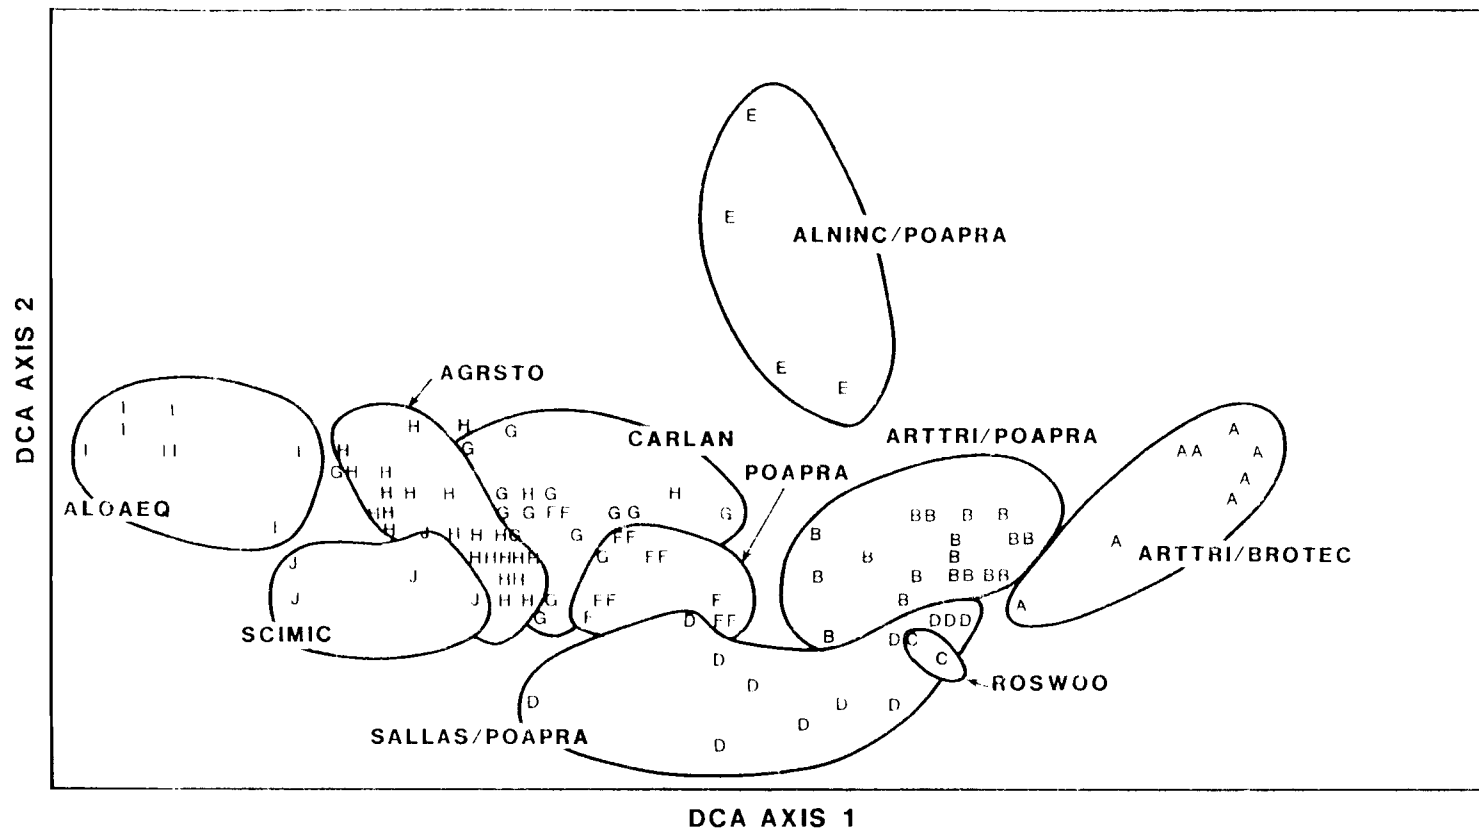 E
E
ALNINC/POAPRA
DCA AXIS 2
AGRSTO
E
E
I I
I
H H G
CARLAN
ARTTRI/POAPRA
A
I I I I
H G
POAPRA
A A A
G H H
A
H H H G H G H
A
ALOAEQ
H H G G F F G G G
B B B B
I
H J H H H G G F F
B B B B
A
ARTTRI/BROTEC
J
H H H H H G F F
B B
J H H
B B B B B B
J J H H G F F F
B
A
SCIMIC
G F D F F
D D D
B D C
D C
ROSWOO
D
D D D
SALLAS/POAPRA
D
D
DCA AXIS 1